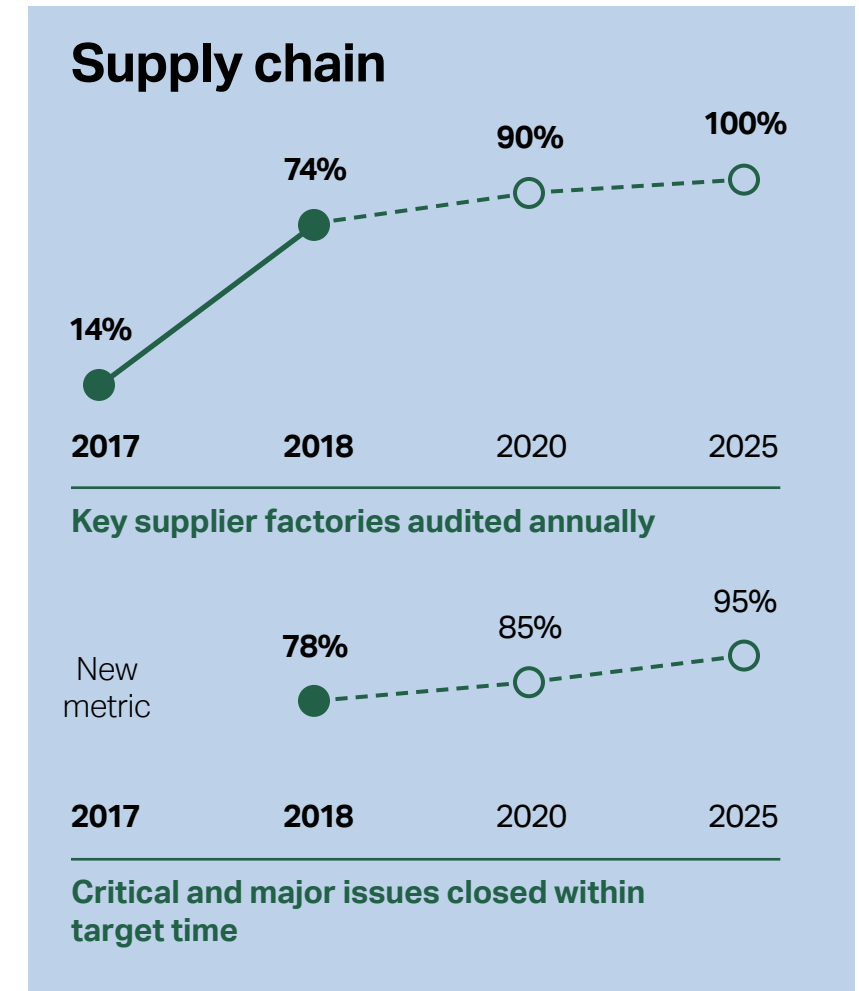 Supply chain
100%
90%
74%
14%
2017 2018 2020 2025
Key supplier factories audited annually
95%
85%
78%
New
metric
2017 2018 2020 2025
Critical and major issues closed within
target time